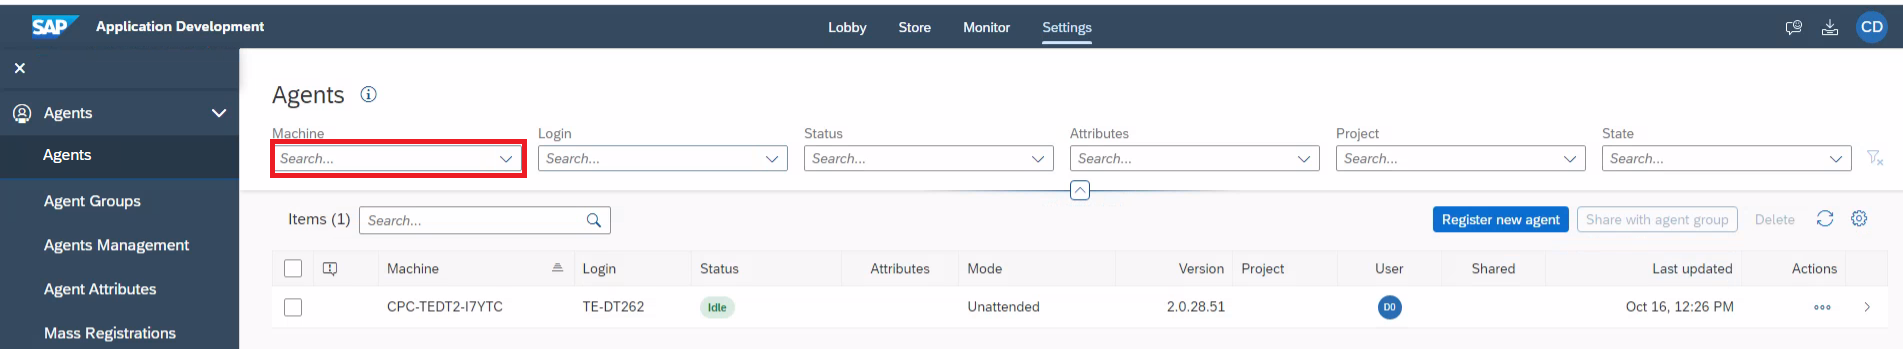 SAP Application Development Lobby Store Monitor Settings CD
Agents
Agents
Agent Groups
Agents Management
Agent Attributes
Mass Registrations
Agents
Machine Login Status Attributes Project State
Search... Search... Search... Search... Search... Search...
Items (1) Search... Register new agent Share with agent group Delete
Machine Login Status Attributes Mode Version Project User Shared Last updated Actions
CPC-TEDT2-I7YTC TE-DT262 Idle Unattended 2.0.28.51 D0 Oct 16, 12:26 PM